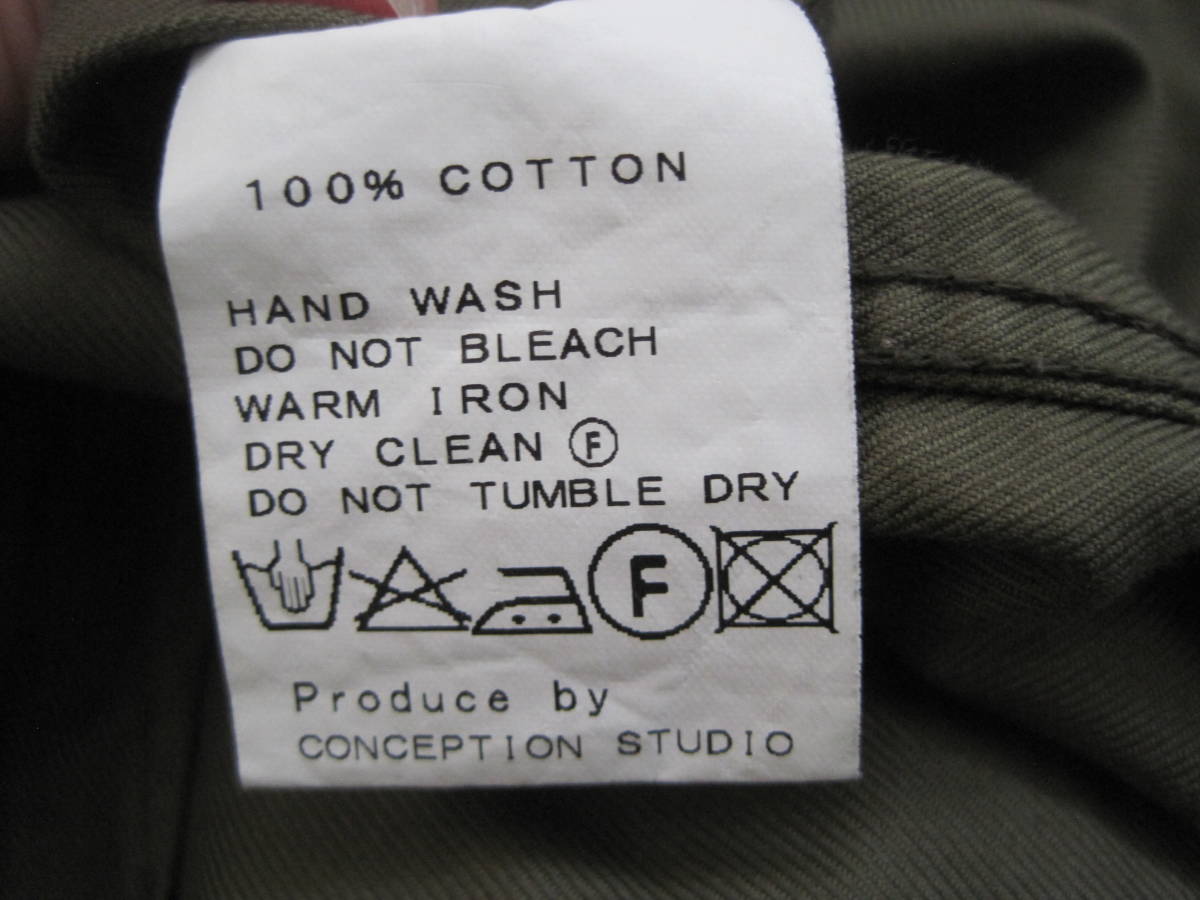 100% COTTON
HAND WASH
DO NOT BLEACH
WARM IRON
DRY CLEAN Ⓕ
DO NOT TUMBLE DRY
F
Produce by
CONCEPTION STUDIO